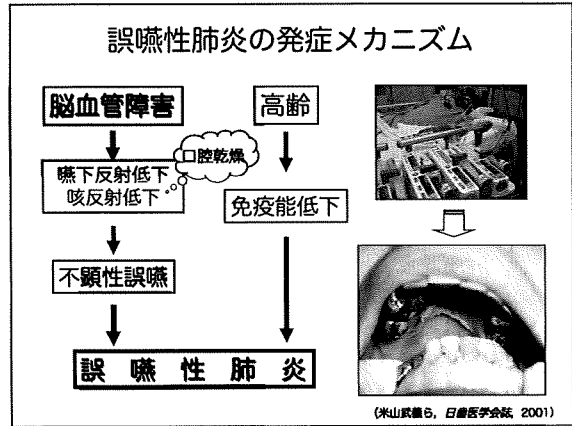 誤嚥性肺炎の発症メカニズム
脳血管障害
高齢
口腔乾燥
嚥下反射低下
咳反射低下
免疫能低下
不顕性誤嚥
誤嚥性肺炎
(米山武義ら, 日歯医学会誌, 2001)